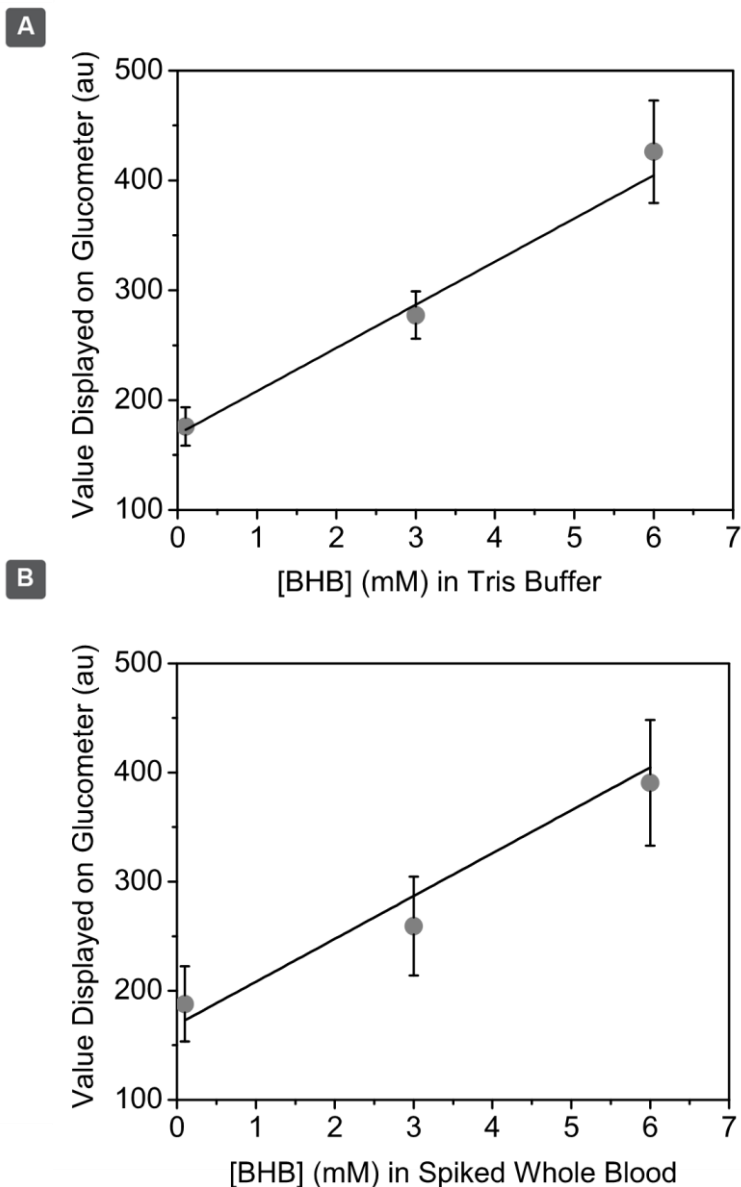 A
Value Displayed on Glucometer (au)
500
400
300
200
100
0 1 2 3 4 5 6 7
[BHB] (mM) in Tris Buffer
B
Value Displayed on Glucometer (au)
500
400
300
200
100
0 1 2 3 4 5 6 7
[BHB] (mM) in Spiked Whole Blood